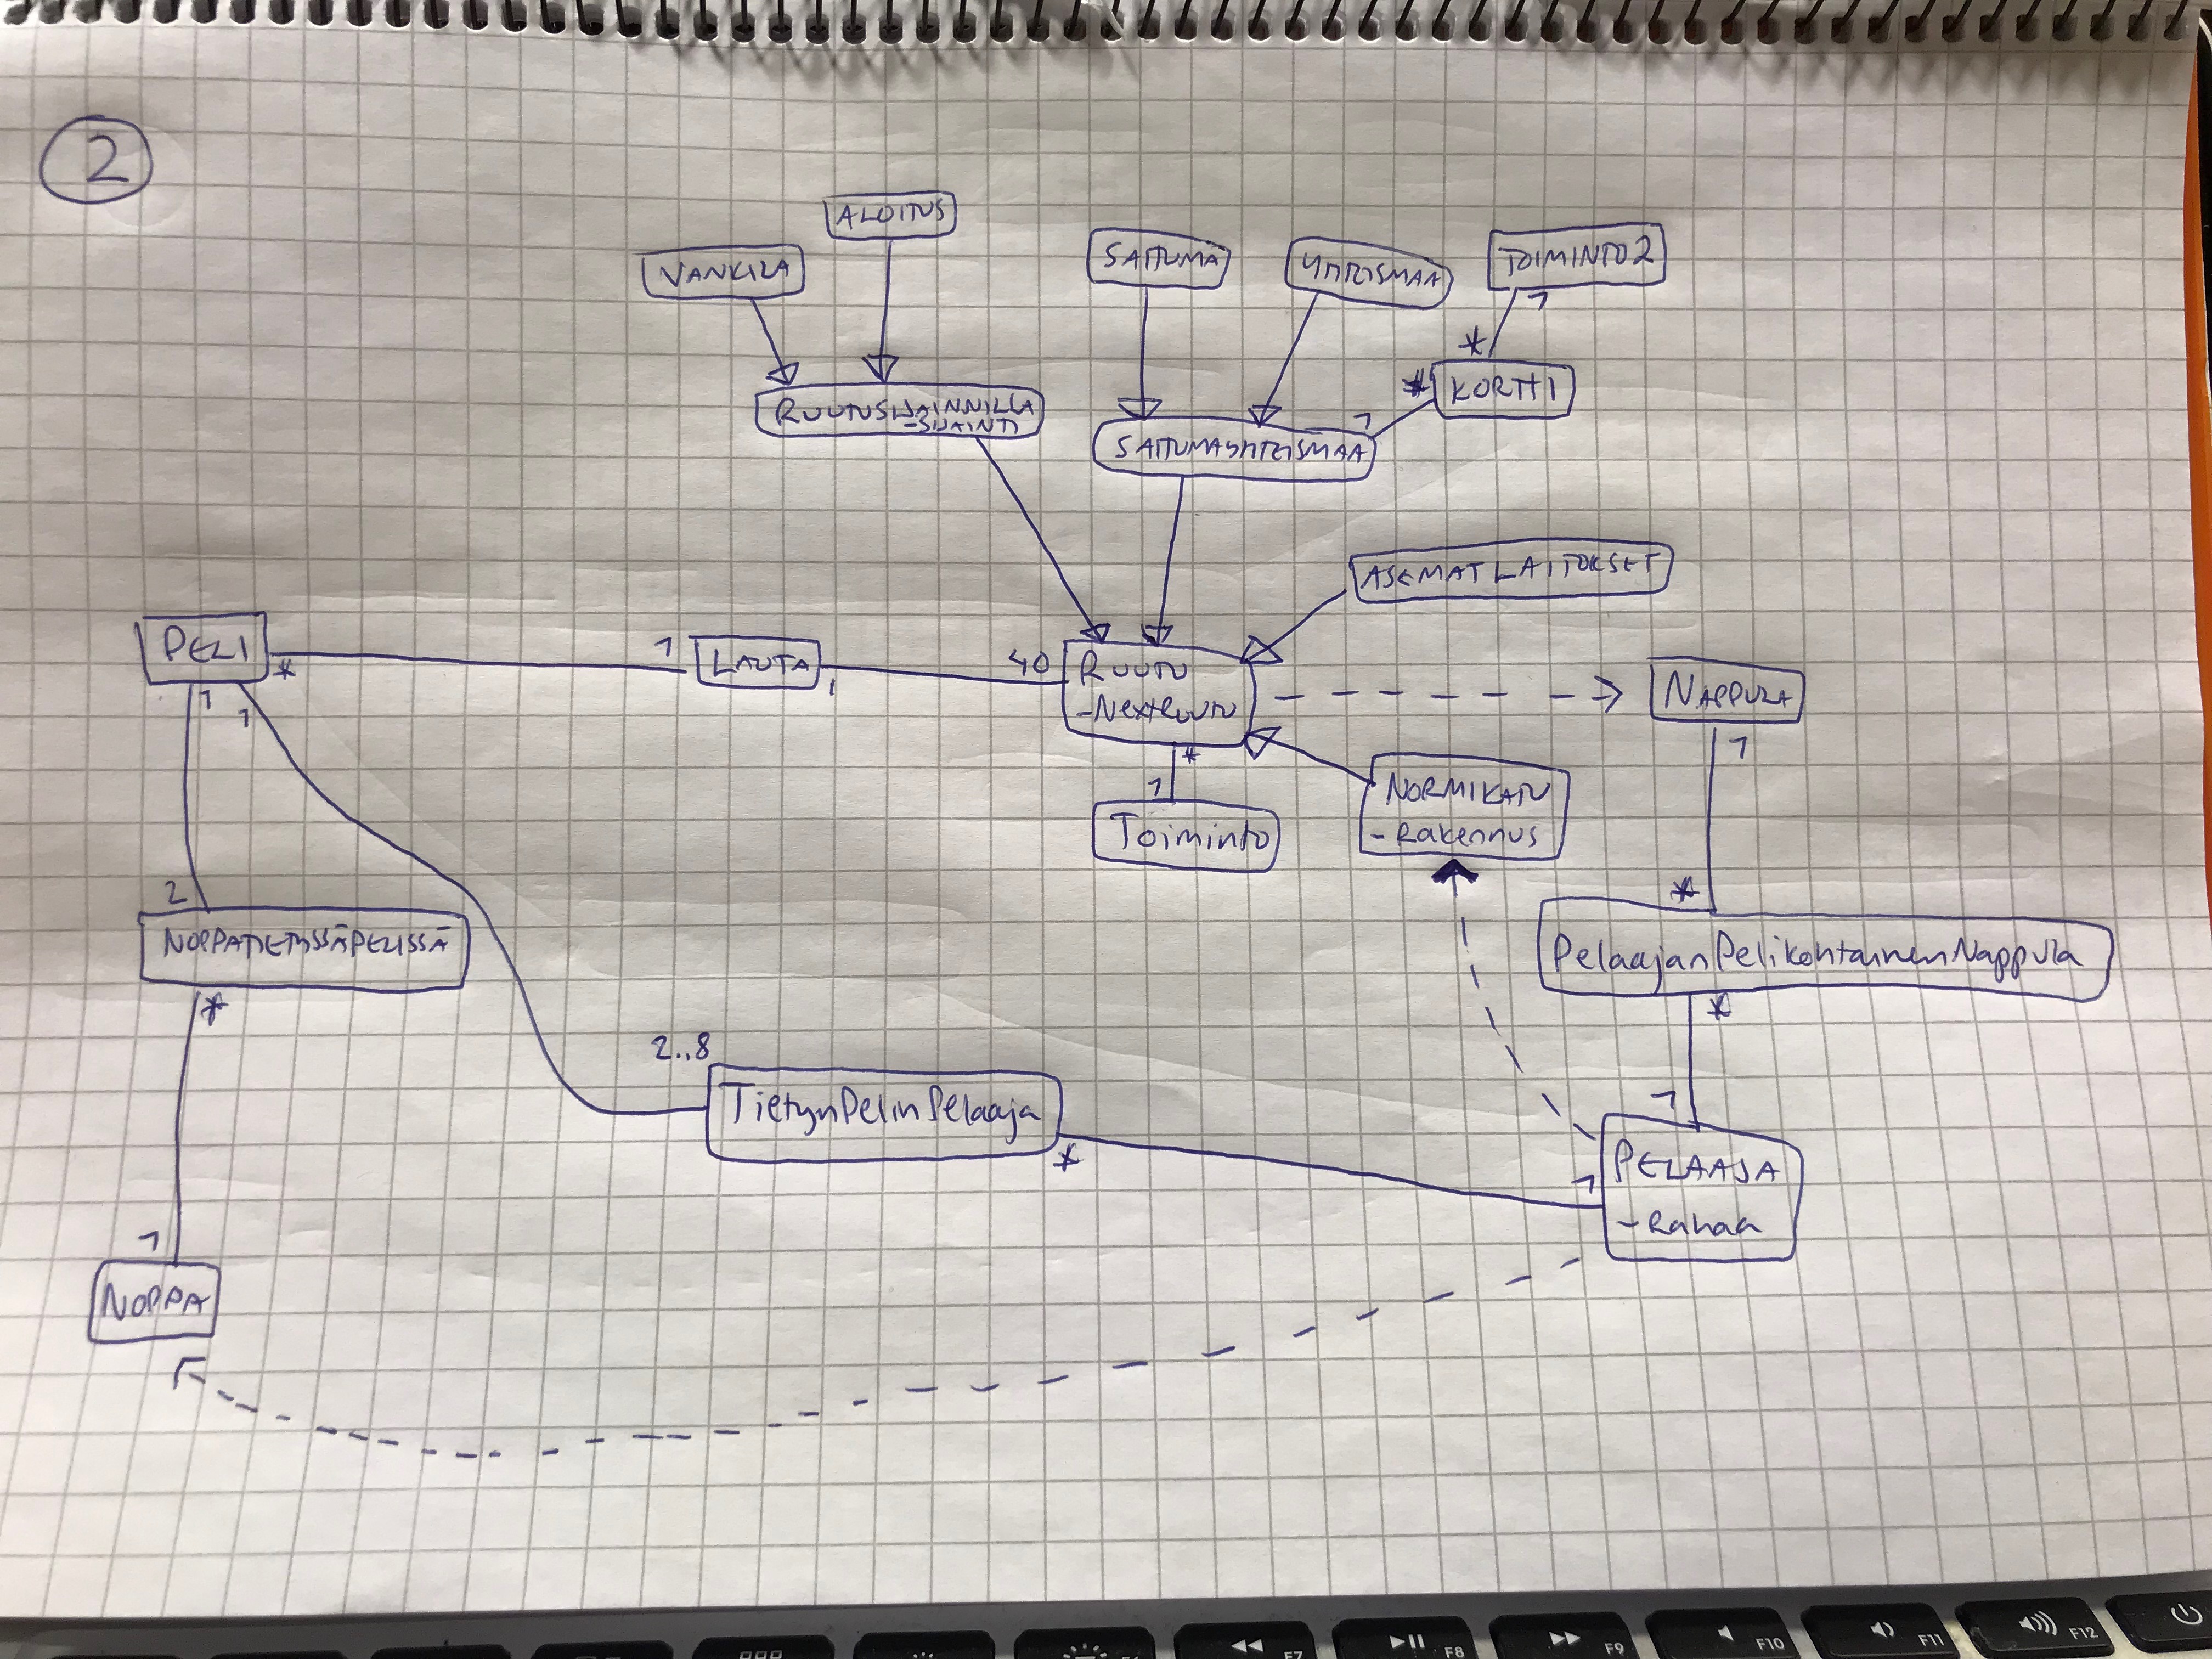 2
ALOITUS
VANKILA
SATTUMA
YHTEISMAA
TOIMINTO2
1
*
* KORTTI
RUUTUSIJAINNILLA
-SIJAINTI
1
SATTUMAYHTEISMAA
ASEMATLAITOKSET
PELI
*
1
LAUTA
1
40
RUUTU
-NextRuutu
NAPPULA
1
1
1
*
1
Toiminto
NORMIKATU
-Rakennus
2
NOPPATIETYSSÄPELISSÄ
*
*
PelaajanPelikohtainenNappula
*
2..8
TietynPelinPelaaja
*
1
1
PELAAJA
-Rahaa
1
NOPPA
F7
F8
F9
F10
F11
F12